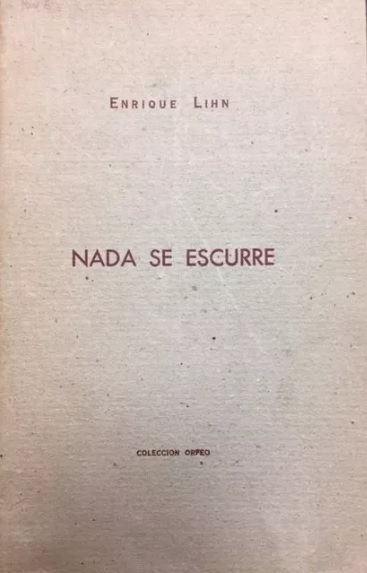 ENRIQUE LIHN
NADA SE ESCURRE
COLECCION ORFEO